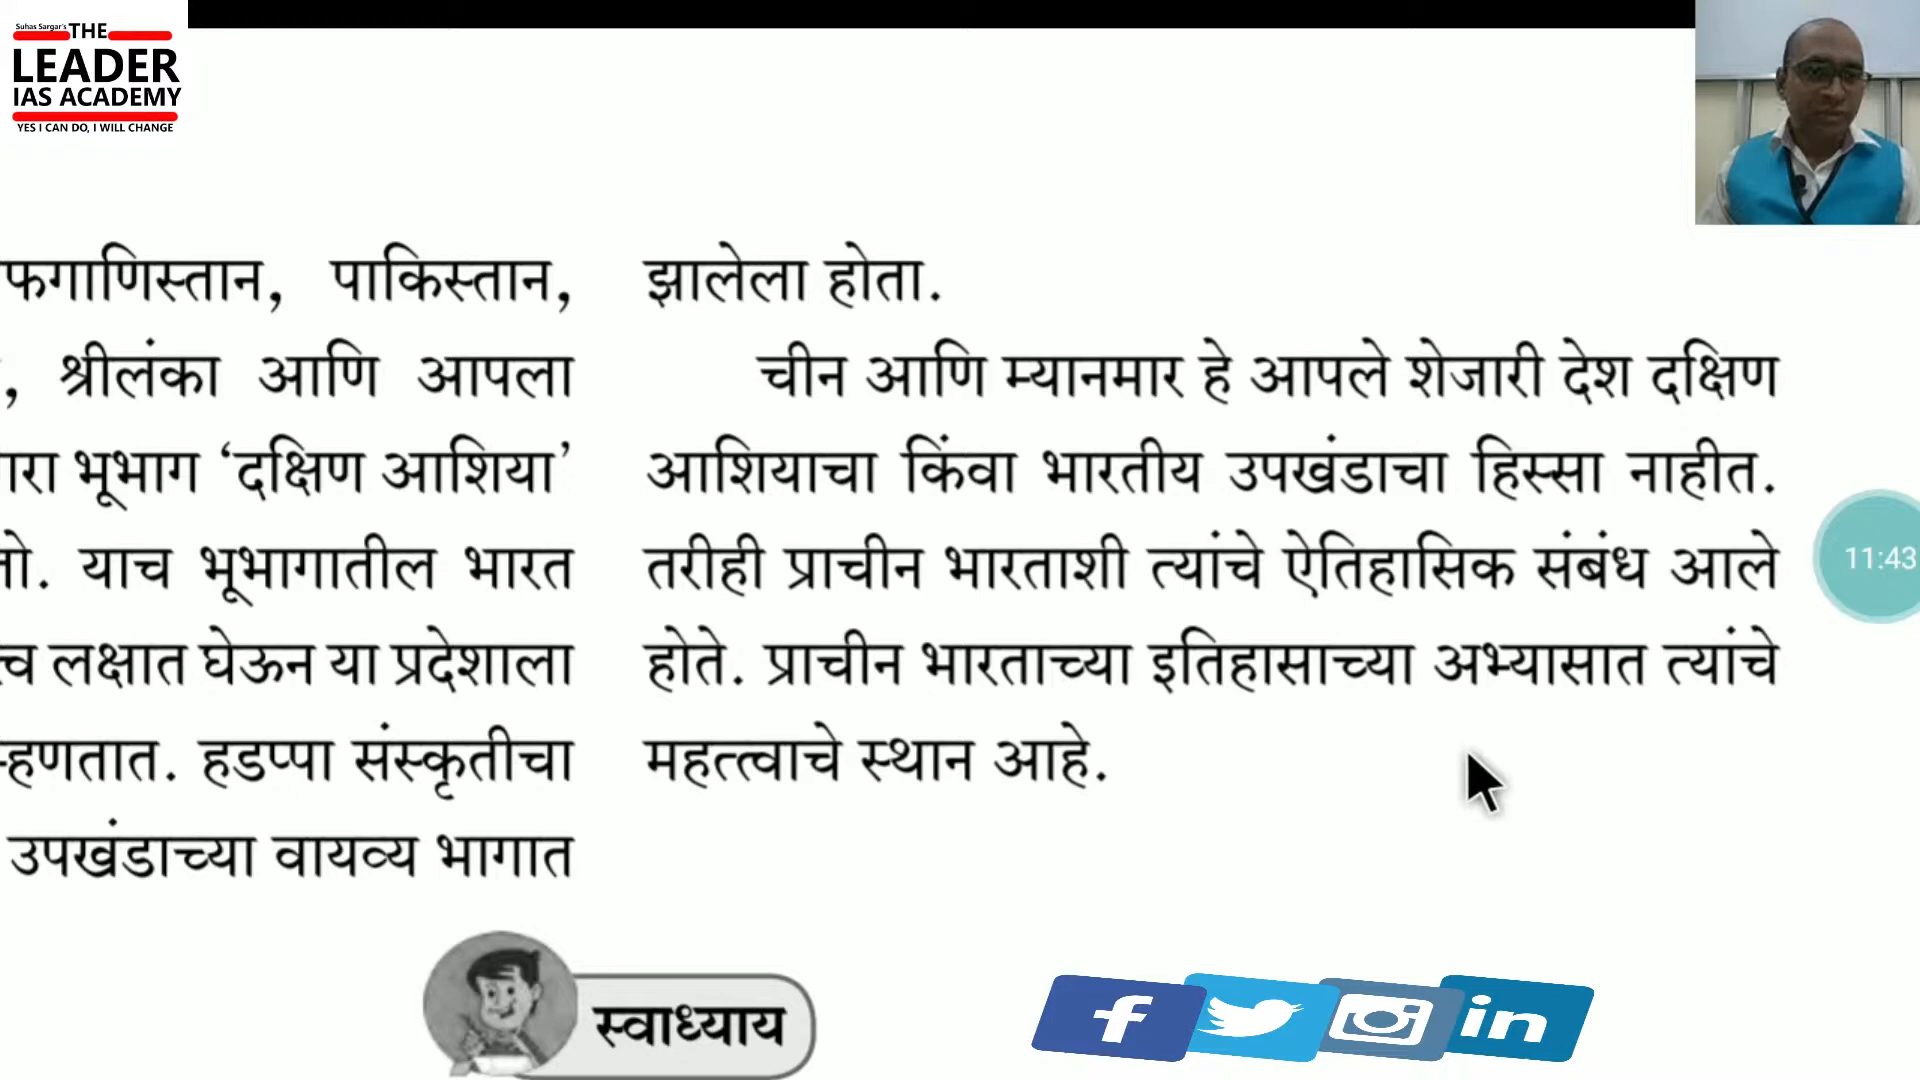 Suhas Sargar's THE
LEADER
IAS ACADEMY
YES I CAN DO, I WILL CHANGE
पाकिस्तान,
श्रीलंका आणि आपला
भूभाग ‘दक्षिण आशिया’
याच भूभागातील भारत
लक्षात घेऊन या प्रदेशाला
हडप्पा संस्कृतीचा
उपखंडाच्या वायव्य भागात
झालेला होता.
चीन आणि म्यानमार हे आपले शेजारी देश दक्षिण
आशियाचा किंवा भारतीय उपखंडाचा हिस्सा नाहीत.
तरीही प्राचीन भारताशी त्यांचे ऐतिहासिक संबंध आले
होते. प्राचीन भारताच्या इतिहासाच्या अभ्यासात त्यांचे
महत्त्वाचे स्थान आहे.
11:43
स्वाध्याय
f
in